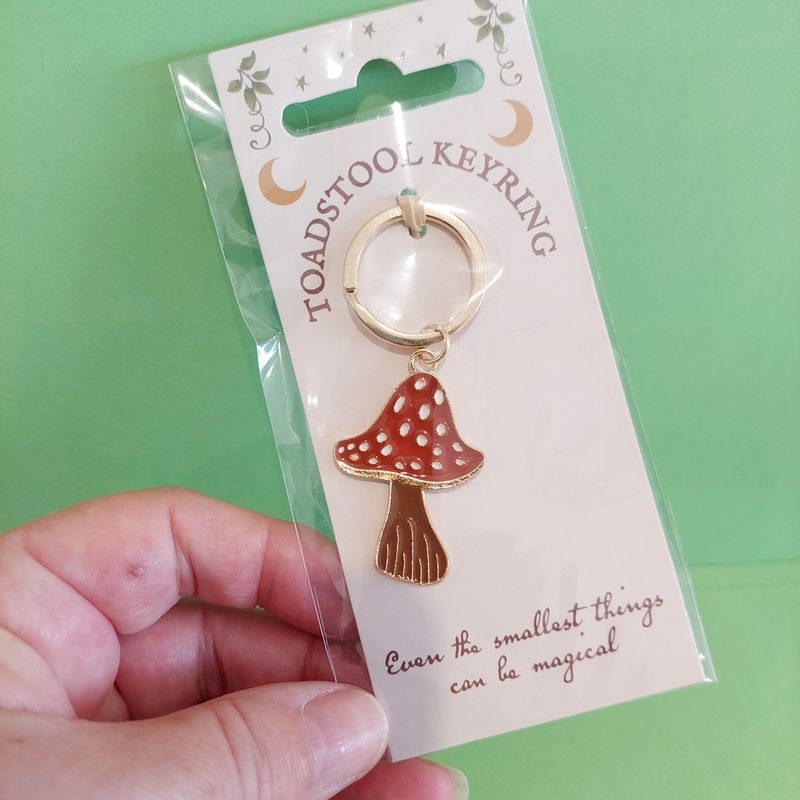 TOADSTOOL KEYRING
Even the smallest things
can be magical